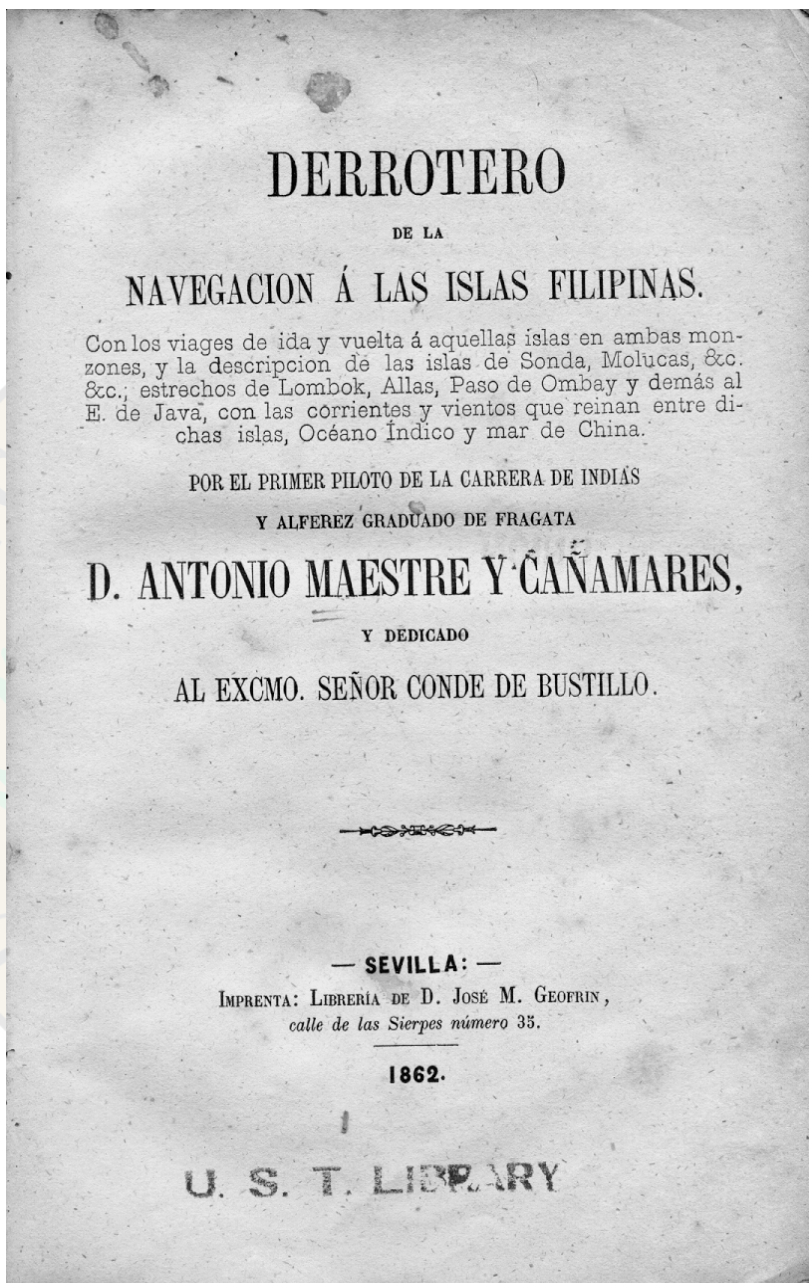 DERROTERO
DE LA
NAVEGACION Á LAS ISLAS FILIPINAS.
Con los viages de ida y vuelta á aquellas islas en ambas mon-
zones, y la descripcion de las islas de Sonda, Molucas, &c.
&c.; estrechos de Lombok, Allas, Paso de Ombay y demás al
E. de Java, con las corrientes y vientos que reinan entre di-
chas islas, Océano Índico y mar de China.
POR EL PRIMER PILOTO DE LA CARRERA DE INDIAS
Y ALFEREZ GRADUADO DE FRAGATA
D. ANTONIO MAESTRE Y CAÑAMARES,
Y DEDICADO
AL EXCMO. SEÑOR CONDE DE BUSTILLO.
— SEVILLA: —
IMPRENTA: LIBRERÍA DE D. JOSÉ M. GEOFRIN,
calle de las Sierpes número 35.
1862.
U. S. T. LIBRARY